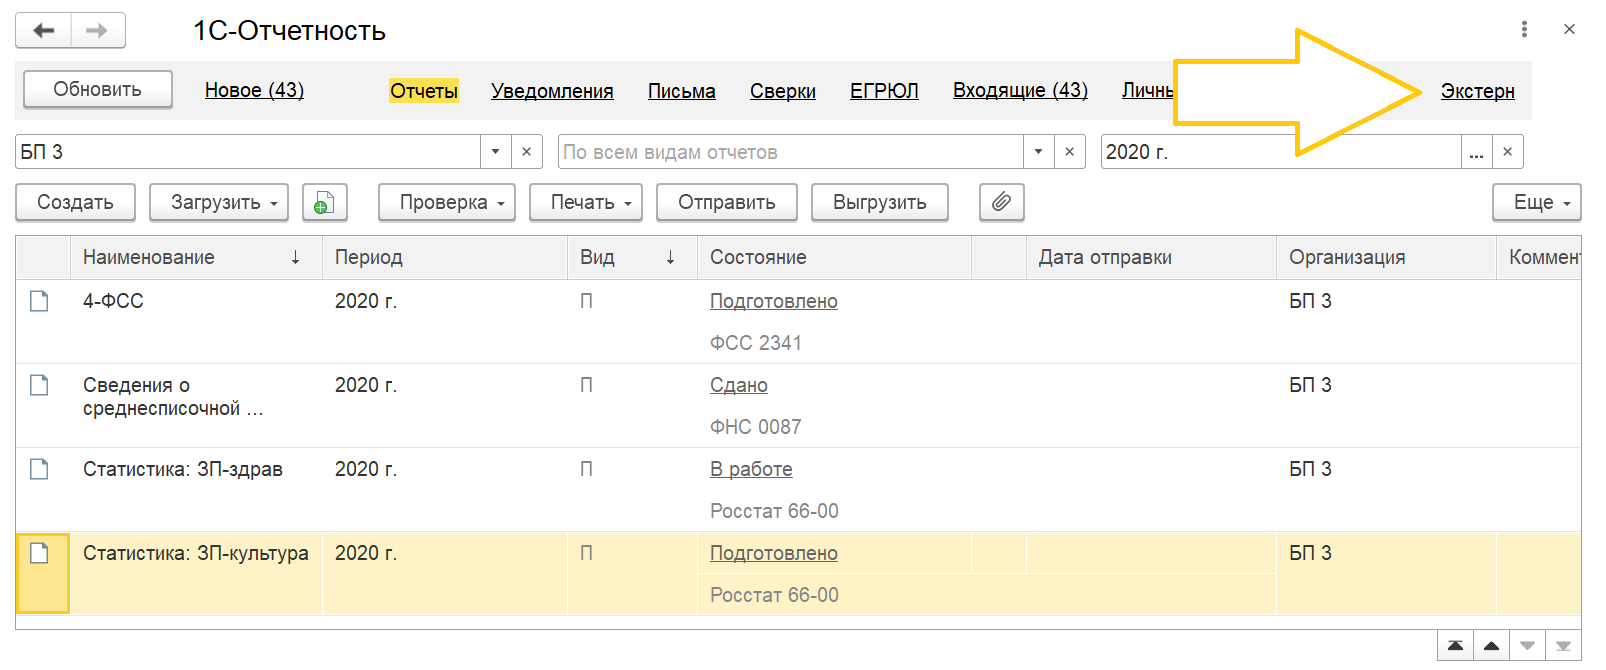 1С-Отчетность
Обновить Новое (43) Отчеты Уведомления Письма Сверки ЕГРЮЛ Входящие (43) Экстерн
БП 3 По всем видам отчетов 2020 г. ...
Создать Загрузить Проверка Печать Отправить Выгрузить Еще
Наименование Период Вид Состояние Дата отправки Организация
4-ФСС 2020 г. П Подготовлено БП 3
ФСС 2341
Сведения о 2020 г. П Сдано БП 3
среднесписочной ...
ФНС 0087
Статистика: ЗП-здрав 2020 г. П В работе БП 3
Росстат 66-00
Статистика: ЗП-культура 2020 г. П Подготовлено БП 3
Росстат 66-00